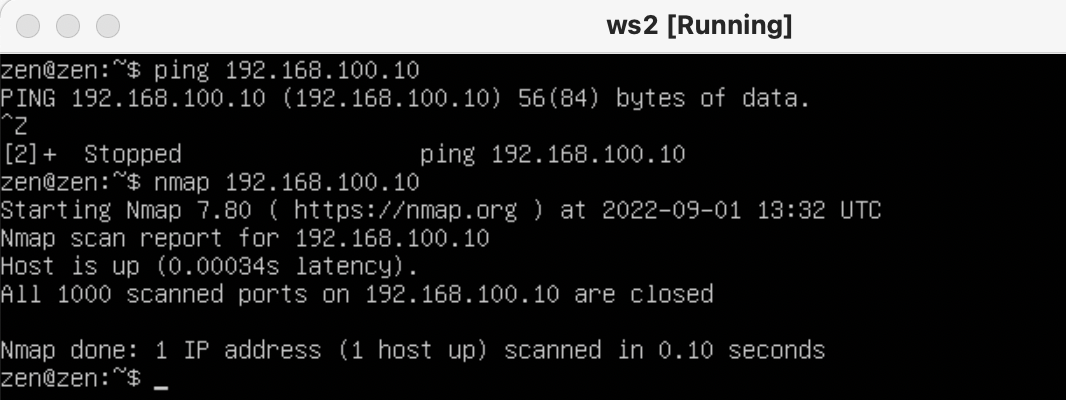 ws2 [Running]
zen@zen:~$ ping 192.168.100.10
PING 192.168.100.10 (192.168.100.10) 56(84) bytes of data.
^Z
[2]+  Stopped                 ping 192.168.100.10
zen@zen:~$ nmap 192.168.100.10
Starting Nmap 7.80 ( https://nmap.org ) at 2022-09-01 13:32 UTC
Nmap scan report for 192.168.100.10
Host is up (0.00034s latency).
All 1000 scanned ports on 192.168.100.10 are closed
Nmap done: 1 IP address (1 host up) scanned in 0.10 seconds
zen@zen:~$ _